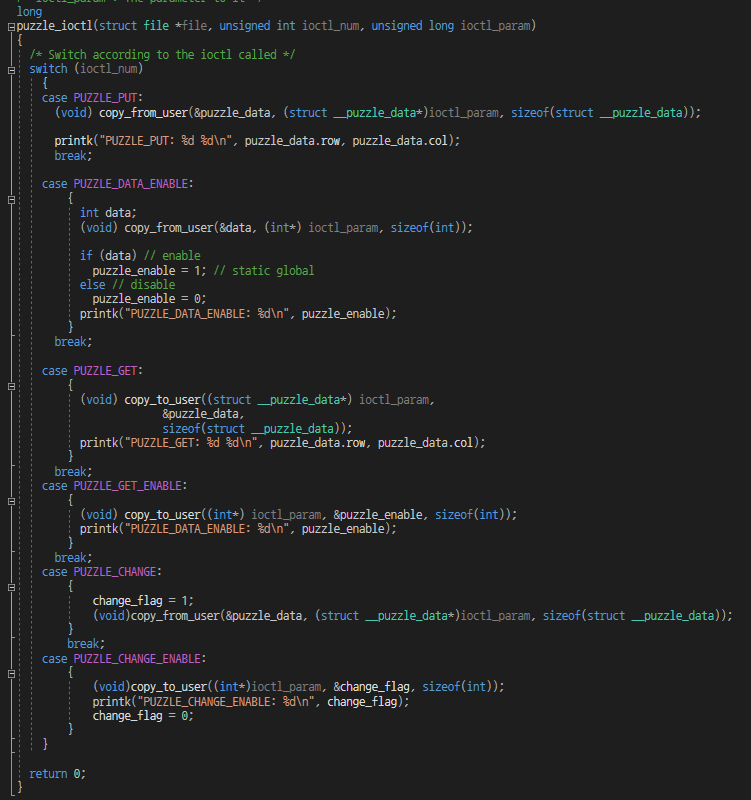 long
puzzle_ioctl(struct file *file, unsigned int ioctl_num, unsigned long ioctl_param)
{
/* Switch according to the ioctl called */
switch (ioctl_num)
{
case PUZZLE_PUT:
(void) copy_from_user(&puzzle_data, (struct __puzzle_data*)ioctl_param, sizeof(struct __puzzle_data));
printk("PUZZLE_PUT: %d %d\n", puzzle_data.row, puzzle_data.col);
break;
case PUZZLE_DATA_ENABLE:
{
int data;
(void) copy_from_user(&data, (int*) ioctl_param, sizeof(int));
if (data) // enable
puzzle_enable = 1; // static global
else // disable
puzzle_enable = 0;
printk("PUZZLE_DATA_ENABLE: %d\n", puzzle_enable);
}
break;
case PUZZLE_GET:
{
(void) copy_to_user((struct __puzzle_data*) ioctl_param,
&puzzle_data,
sizeof(struct __puzzle_data));
printk("PUZZLE_GET: %d %d\n", puzzle_data.row, puzzle_data.col);
}
break;
case PUZZLE_GET_ENABLE:
{
(void) copy_to_user((int*) ioctl_param, &puzzle_enable, sizeof(int));
printk("PUZZLE_DATA_ENABLE: %d\n", puzzle_enable);
}
break;
case PUZZLE_CHANGE:
{
change_flag = 1;
(void)copy_from_user(&puzzle_data, (struct __puzzle_data*)ioctl_param, sizeof(struct __puzzle_data));
}
break;
case PUZZLE_CHANGE_ENABLE:
{
(void)copy_to_user((int*)ioctl_param, &change_flag, sizeof(int));
printk("PUZZLE_CHANGE_ENABLE: %d\n", change_flag);
change_flag = 0;
}
}
return 0;
}